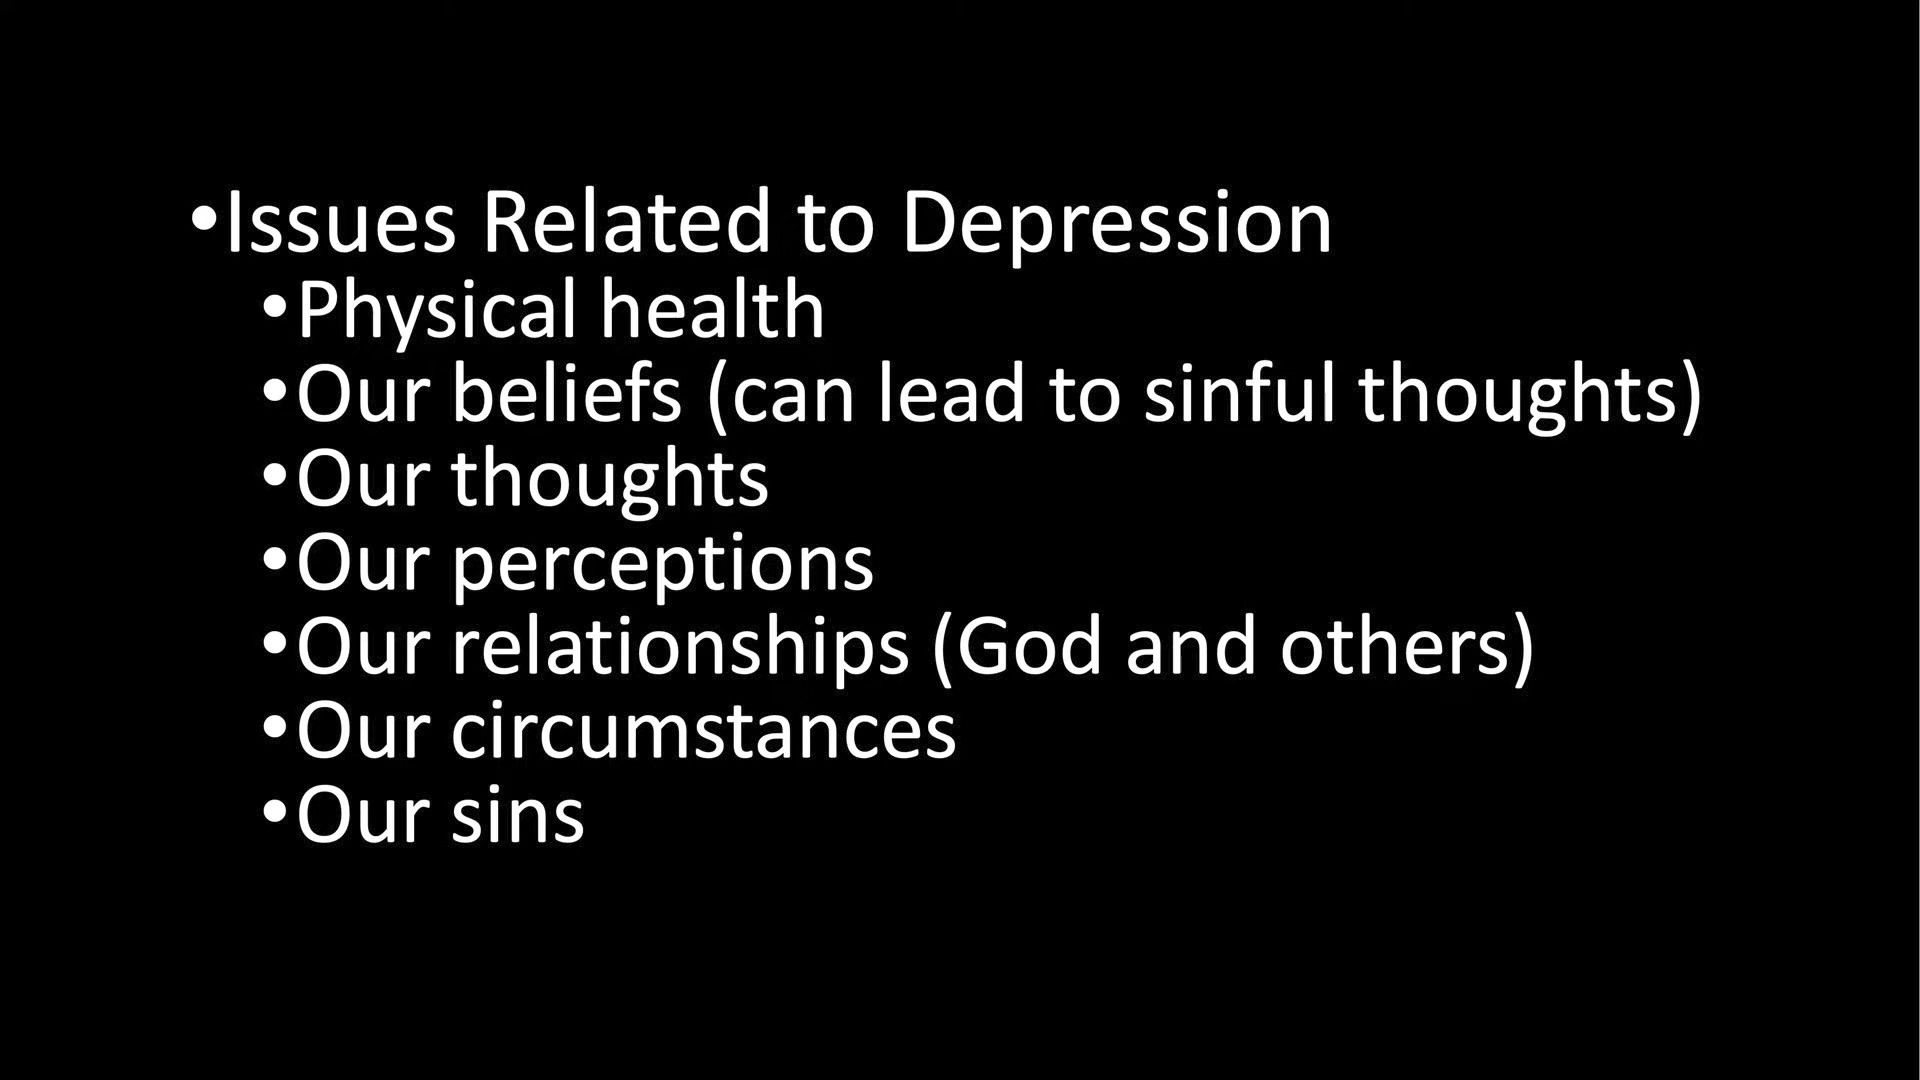 •Issues Related to Depression
•Physical health
•Our beliefs (can lead to sinful thoughts)
•Our thoughts
•Our perceptions
•Our relationships (God and others)
•Our circumstances
•Our sins